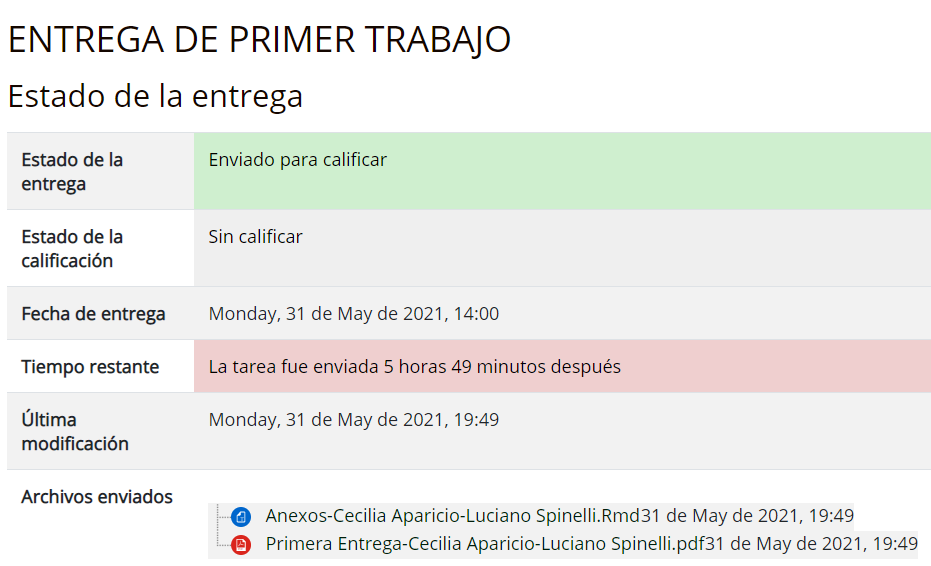 ENTREGA DE PRIMER TRABAJO
Estado de la entrega
Estado de la
entrega
Enviado para calificar
Estado de la
calificación
Sin calificar
Fecha de entrega
Monday, 31 de May de 2021, 14:00
Tiempo restante
La tarea fue enviada 5 horas 49 minutos después
Última
modificación
Monday, 31 de May de 2021, 19:49
Archivos enviados
Anexos-Cecilia Aparicio-Luciano Spinelli.Rmd31 de May de 2021, 19:49
Primera Entrega-Cecilia Aparicio-Luciano Spinelli.pdf31 de May de 2021, 19:49